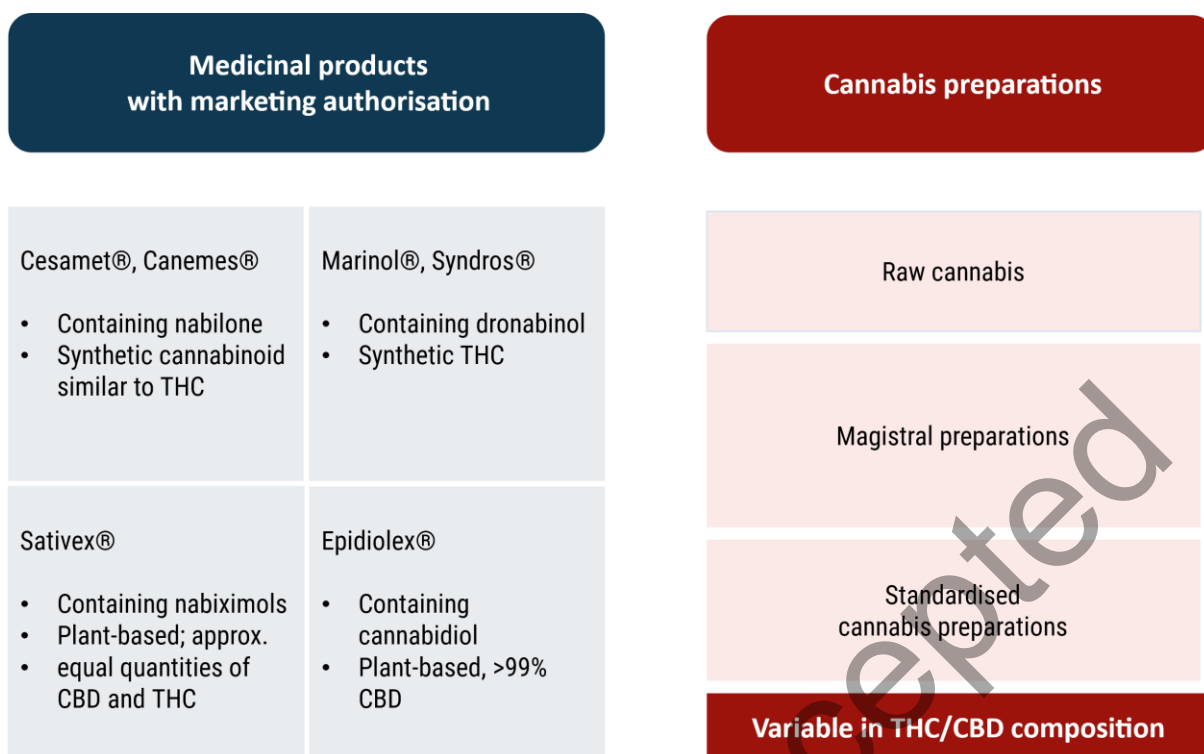 Medicinal products
with marketing authorisation
Cesamet®, Canemes®
• Containing nabilone
• Synthetic cannabinoid
similar to THC
Marinol®, Syndros®
• Containing dronabinol
• Synthetic THC
Sativex®
• Containing nabiximols
• Plant-based; approx.
• equal quantities of
CBD and THC
Epidiolex®
• Containing
cannabidiol
• Plant-based, >99%
CBD
Cannabis preparations
Raw cannabis
Magistral preparations
Standardised
cannabis preparations
Variable in THC/CBD composition
cepted